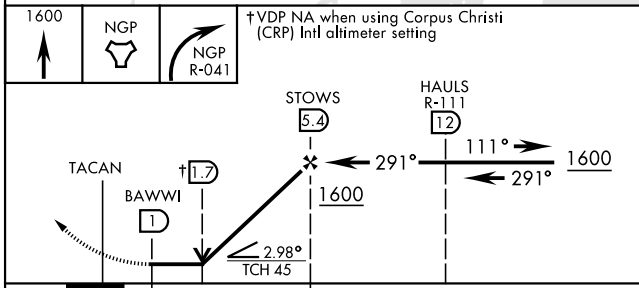 1600
NGP
NGP
R-041
†VDP NA when using Corpus Christi
(CRP) Intl altimeter setting
STOWS
5.4
HAULS
R-111
12
TACAN
†1.7
BAWWI
1
291°
111°
291°
1600
1600
2.98°
TCH 45